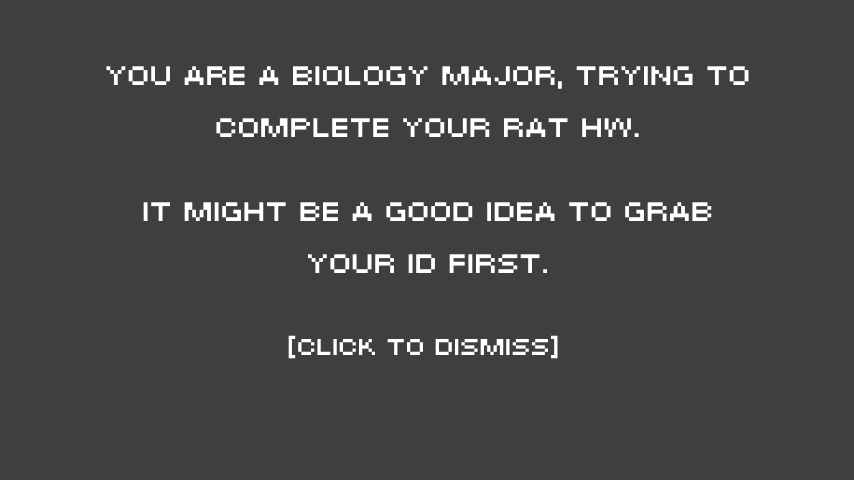 YOU ARE A BIOLOGY MAJOR, TRYING TO
COMPLETE YOUR RAT HW.
IT MIGHT BE A GOOD IDEA TO GRAB
YOUR ID FIRST.
[CLICK TO DISMISS]